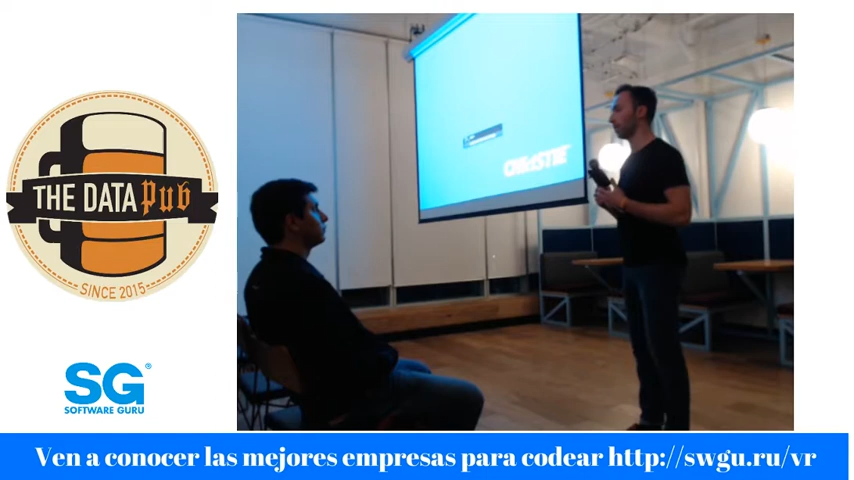 THE DATA Pub
SINCE 2015
SG®
SOFTWARE GURU
CHRISTIE
Ven a conocer las mejores empresas para codear http://swgu.ru/vr